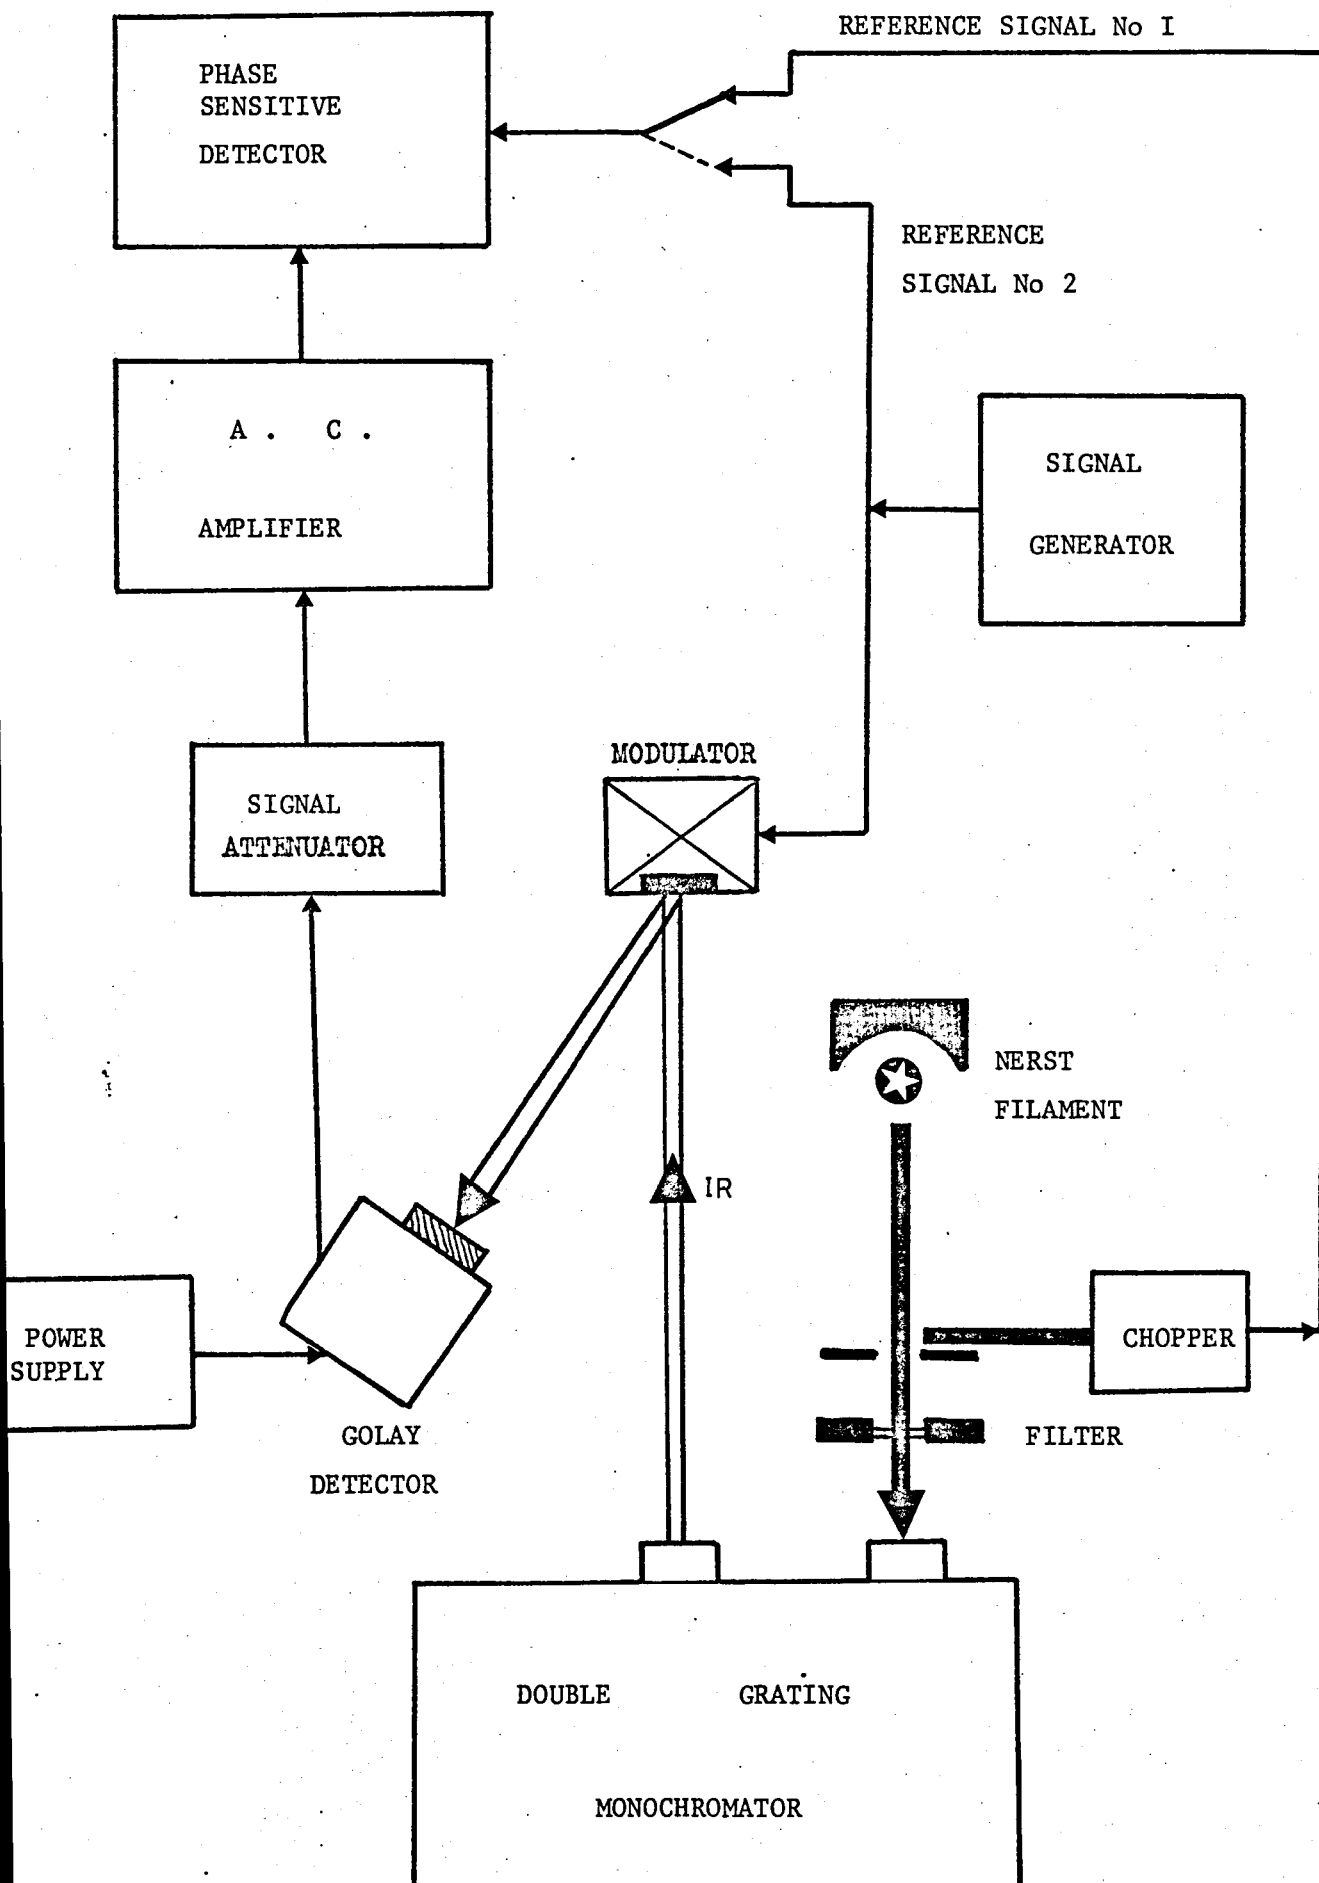 REFERENCE SIGNAL No I
PHASE
SENSITIVE
DETECTOR
REFERENCE
SIGNAL No 2
A . C .
AMPLIFIER
SIGNAL
GENERATOR
MODULATOR
SIGNAL
ATTENUATOR
NERST
FILAMENT
IR
POWER
SUPPLY
CHOPPER
GOLAY
DETECTOR
FILTER
DOUBLE GRATING
MONOCHROMATOR